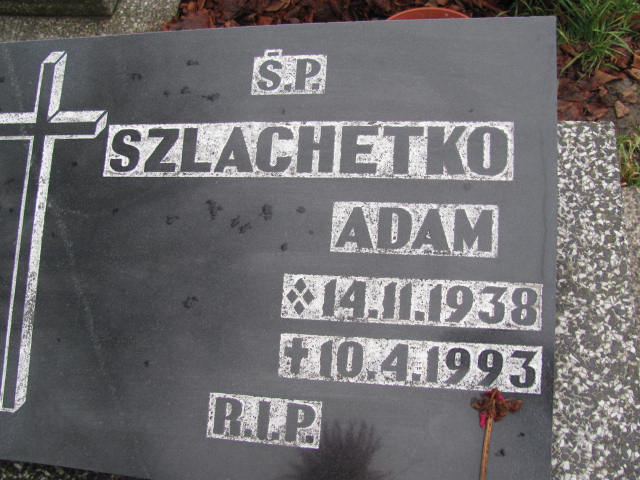 Ś.P.
SZLACHETKO
ADAM
14.11.1938
✝10.4.1993
R.I.P.